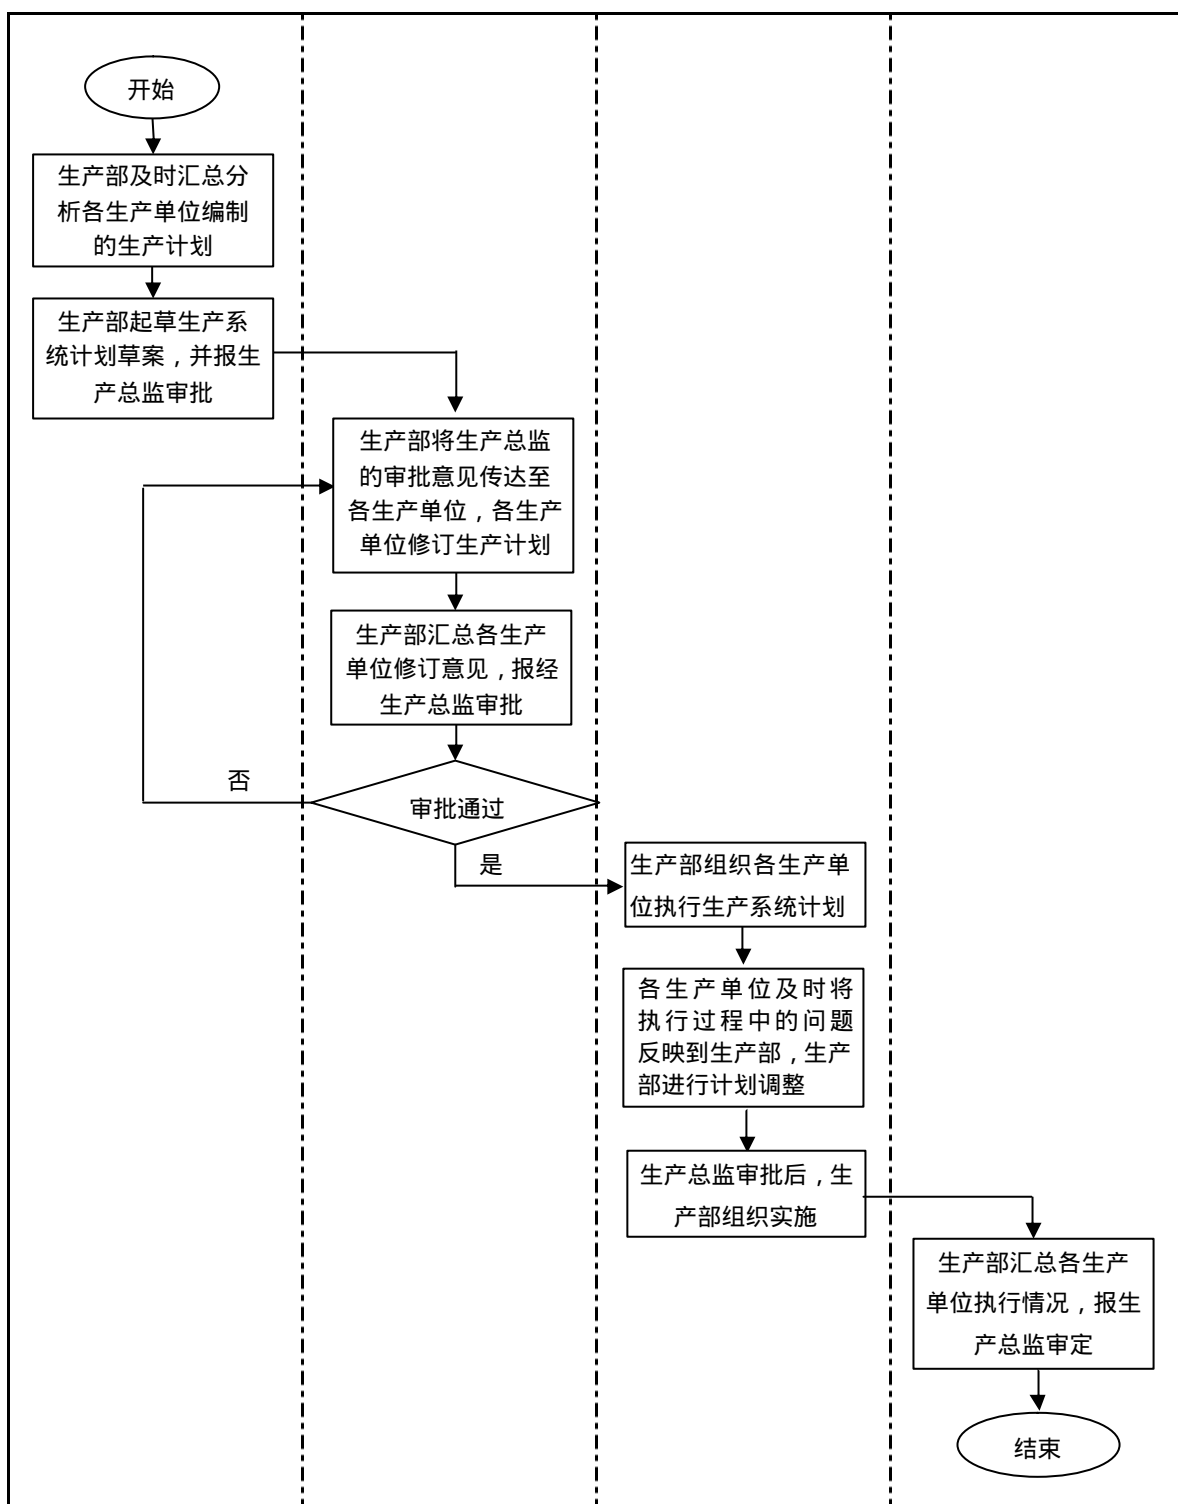 开始
生产部及时汇总分
析各生产单位编制
的生产计划
生产部起草生产系
统计划草案，并报生
产总监审批
生产部将生产总监
的审批意见传达至
各生产单位，各生产
单位修订生产计划
生产部汇总各生产
单位修订意见，报经
生产总监审批
否
审批通过
是
生产部组织各生产单
位执行生产系统计划
各生产单位及时将
执行过程中的问题
反映到生产部，生产
部进行计划调整
生产总监审批后，生
产部组织实施
生产部汇总各生产
单位执行情况，报生
产总监审定
结束